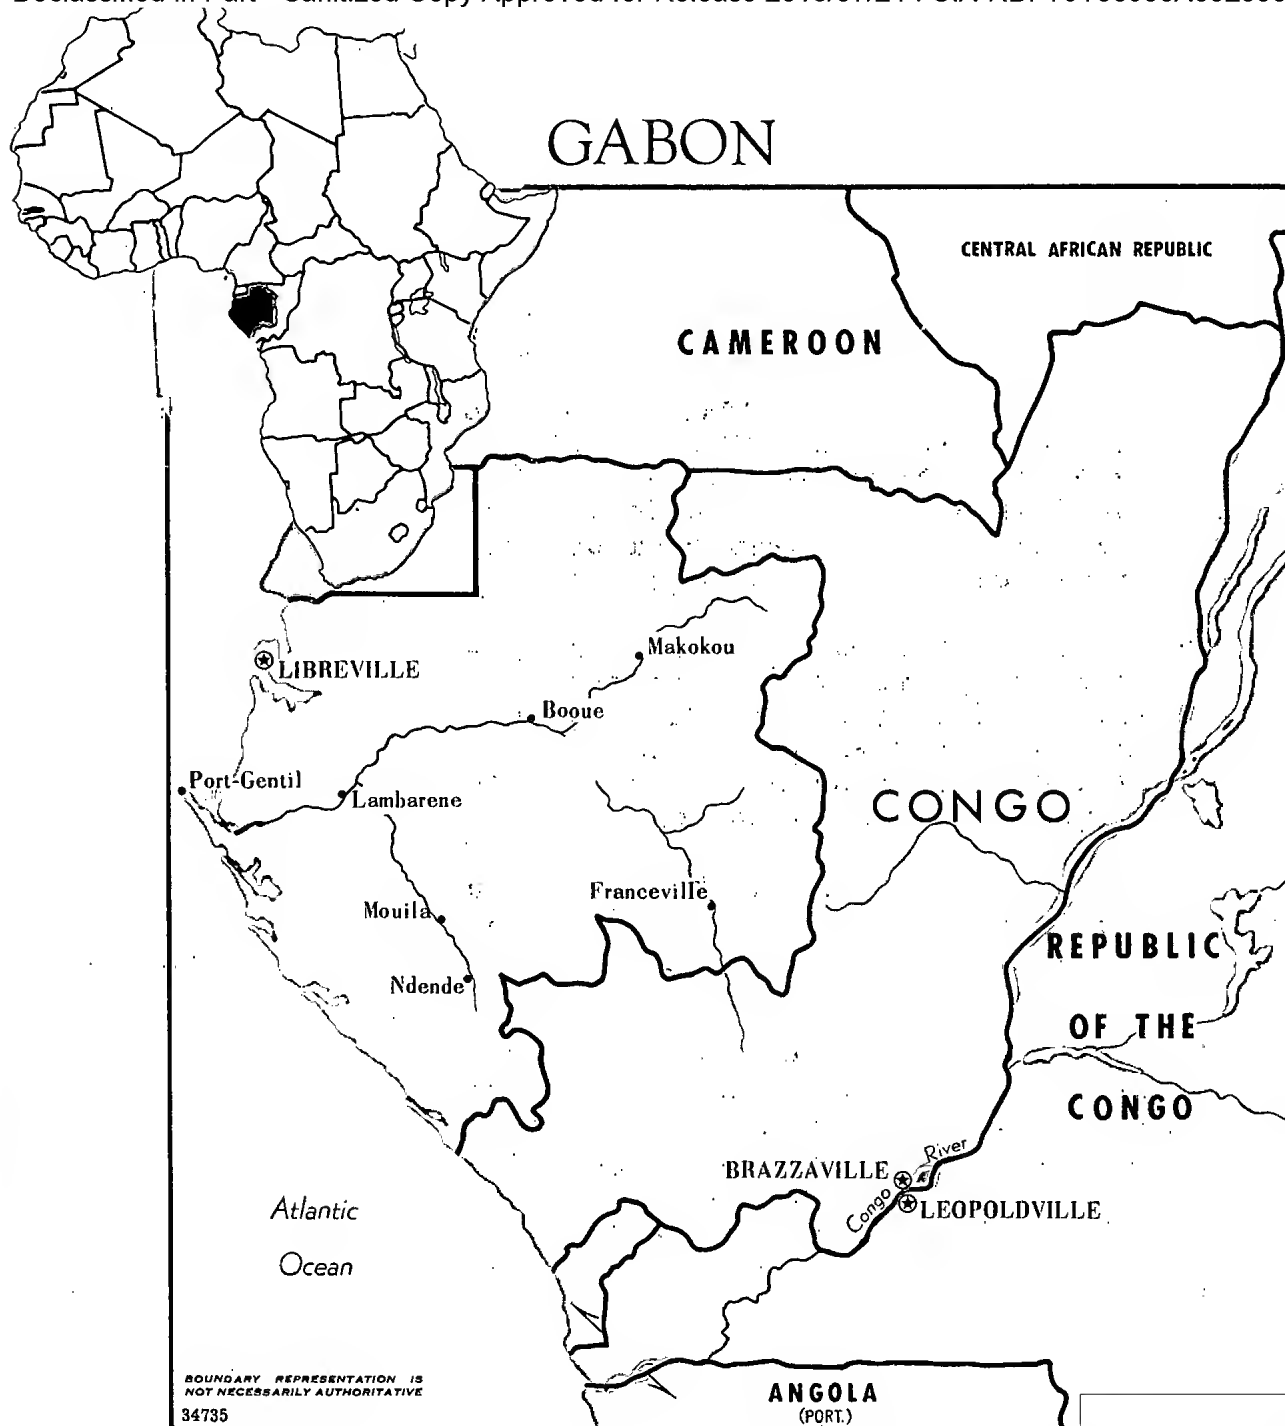 GABON
CENTRAL AFRICAN REPUBLIC
CAMEROON
Makokou
LIBREVILLE
Booue
Port-Gentil
Lambarene
CONGO
Franceville
Mouila
REPUBLIC
Ndende
OF THE
CONGO
River
BRAZZAVILLE
Congo
LEOPOLDVILLE
Atlantic
Ocean
BOUNDARY REPRESENTATION IS
NOT NECESSARILY AUTHORITATIVE
ANGOLA
(PORT.)
34735